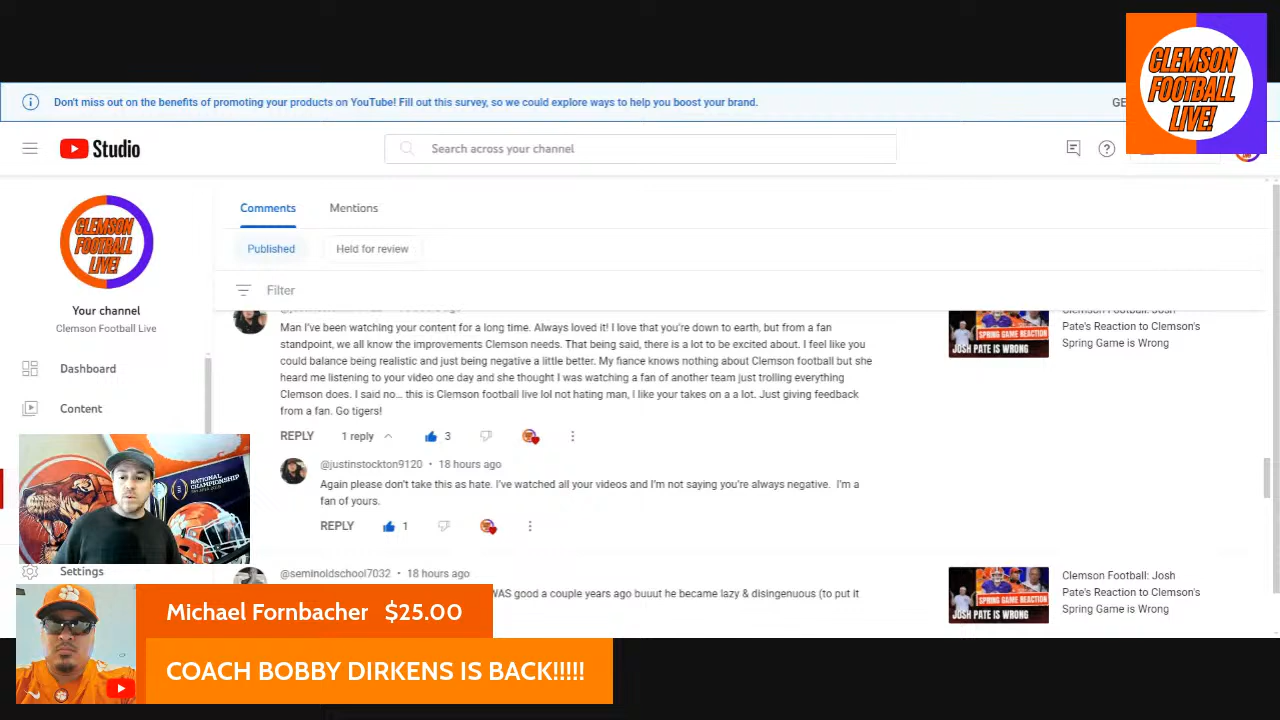 Don't miss out on the benefits of promoting your products on YouTube! Fill out this survey, so we could explore ways to help you boost your brand.
CLEMSON
FOOTBALL
LIVE!
Studio
Search across your channel
CLEMSON
FOOTBALL
LIVE!
Your channel
Clemson Football Live
Dashboard
Content
Settings
Comments
Mentions
Published
Held for review
Filter
Man I've been watching your content for a long time. Always loved it! I love that you're down to earth, but from a fan
standpoint, we all know the improvements Clemson needs. That being said, there is a lot to be excited about. I feel like you
could balance being realistic and just being negative a little better. My fiance knows nothing about Clemson football but she
heard me listening to your video one day and she thought I was watching a fan of another team just trolling everything
Clemson does. I said no... this is Clemson football live lol not hating man, I like your takes on a a lot. Just giving feedback
from a fan. Go tigers!
REPLY 1 reply 3
@justinstockton9120 • 18 hours ago
Again please don't take this as hate. I've watched all your videos and I'm not saying you're always negative. I'm a
fan of yours.
REPLY 1
@seminoldschool7032 • 18 hours ago
WAS good a couple years ago buuut he became lazy & disingenuous (to put it
SPRING GAME REACTION
JOSH PATE IS WRONG
Clemson Football: Josh
Pate's Reaction to Clemson's
Spring Game is Wrong
SPRING GAME REACTION
JOSH PATE IS WRONG
Clemson Football: Josh
Pate's Reaction to Clemson's
Spring Game is Wrong
NATIONAL
CHAMPIONSHIP
Michael Fornbacher $25.00
COACH BOBBY DIRKENS IS BACK!!!!!